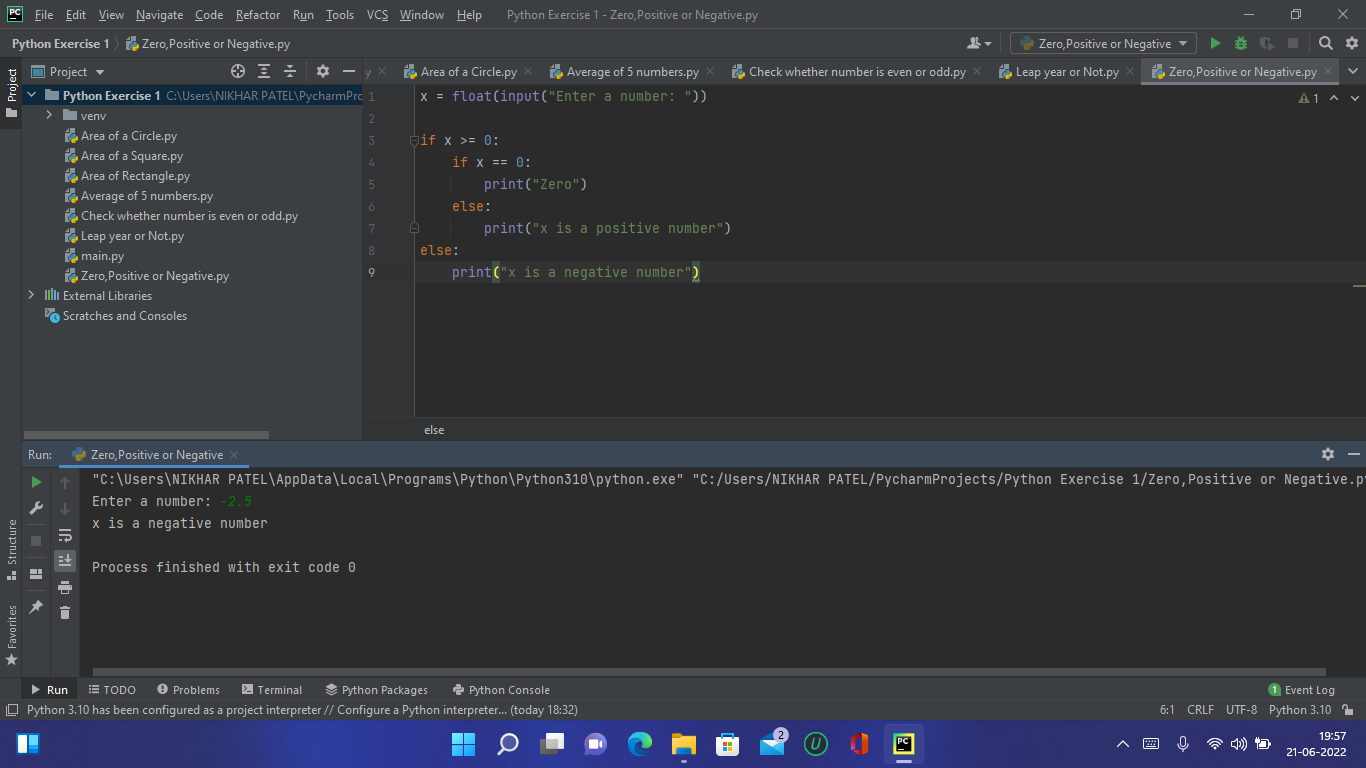 PC File Edit View Navigate Code Refactor Run Tools VCS Window Help Python Exercise 1 - Zero,Positive or Negative.py
Python Exercise 1 Zero,Positive or Negative.py Zero,Positive or Negative
Project
Project
y Area of a Circle.py Average of 5 numbers.py Check whether number is even or odd.py Leap year or Not.py Zero,Positive or Negative.py
Python Exercise 1 C:\Users\NIKHAR PATEL\PycharmPro
venv
Area of a Circle.py
Area of a Square.py
Area of Rectangle.py
Average of 5 numbers.py
Check whether number is even or odd.py
Leap year or Not.py
main.py
Zero,Positive or Negative.py
External Libraries
Scratches and Consoles
1 x = float(input("Enter a number: "))
1
2
3 if x >= 0:
4 if x == 0:
5 print("Zero")
6 else:
7 print("x is a positive number")
8 else:
9 print("x is a negative number")
else
Run: Zero,Positive or Negative
"C:\Users\NIKHAR PATEL\AppData\Local\Programs\Python\Python310\python.exe" "C:/Users/NIKHAR PATEL/PycharmProjects/Python Exercise 1/Zero,Positive or Negative.py
Enter a number: -2.5
x is a negative number
Process finished with exit code 0
Structure
Favorites
Run TODO Problems Terminal Python Packages Python Console 1 Event Log
Python 3.10 has been configured as a project interpreter // Configure a Python interpreter... (today 18:32) 6:1 CRLF UTF-8 Python 3.10
2 U PC
19:57
21-06-2022